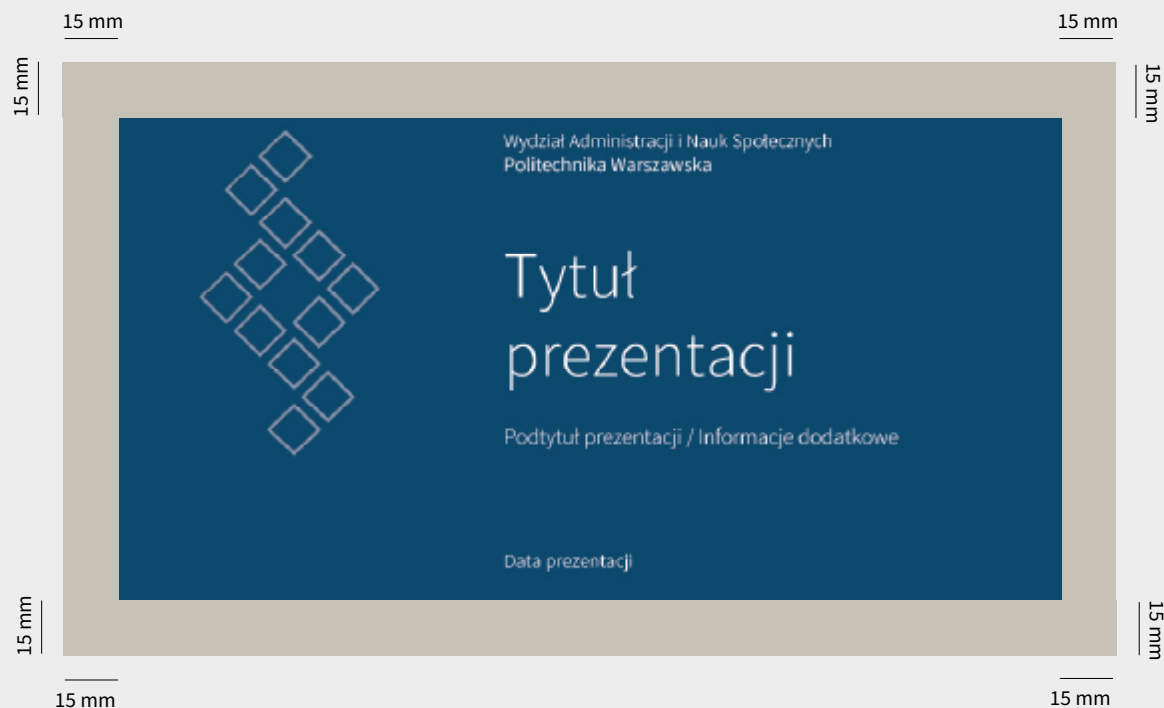 15 mm
15 mm
15 mm
15 mm
Wydział Administracji i Nauk Społecznych
Politechnika Warszawska
Tytuł
prezentacji
Podtytuł prezentacji / Informacje dodatkowe
Data prezentacji
15 mm
15 mm
15 mm
15 mm